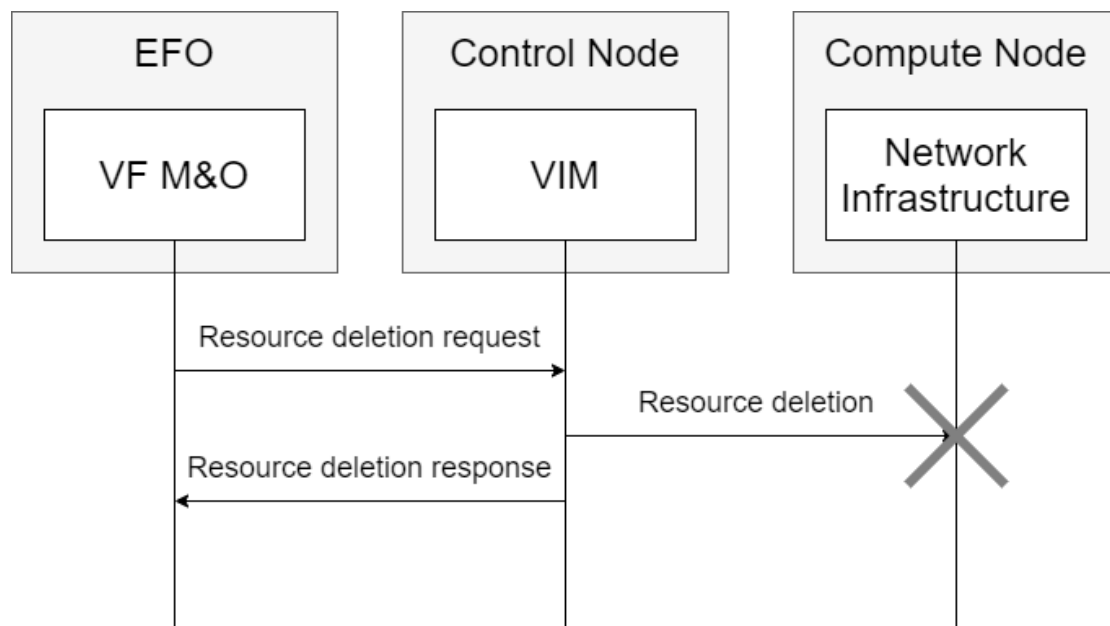 EFO
Control Node
Compute Node
VF M&O
VIM
Network
Infrastructure
Resource deletion request
Resource deletion
Resource deletion response